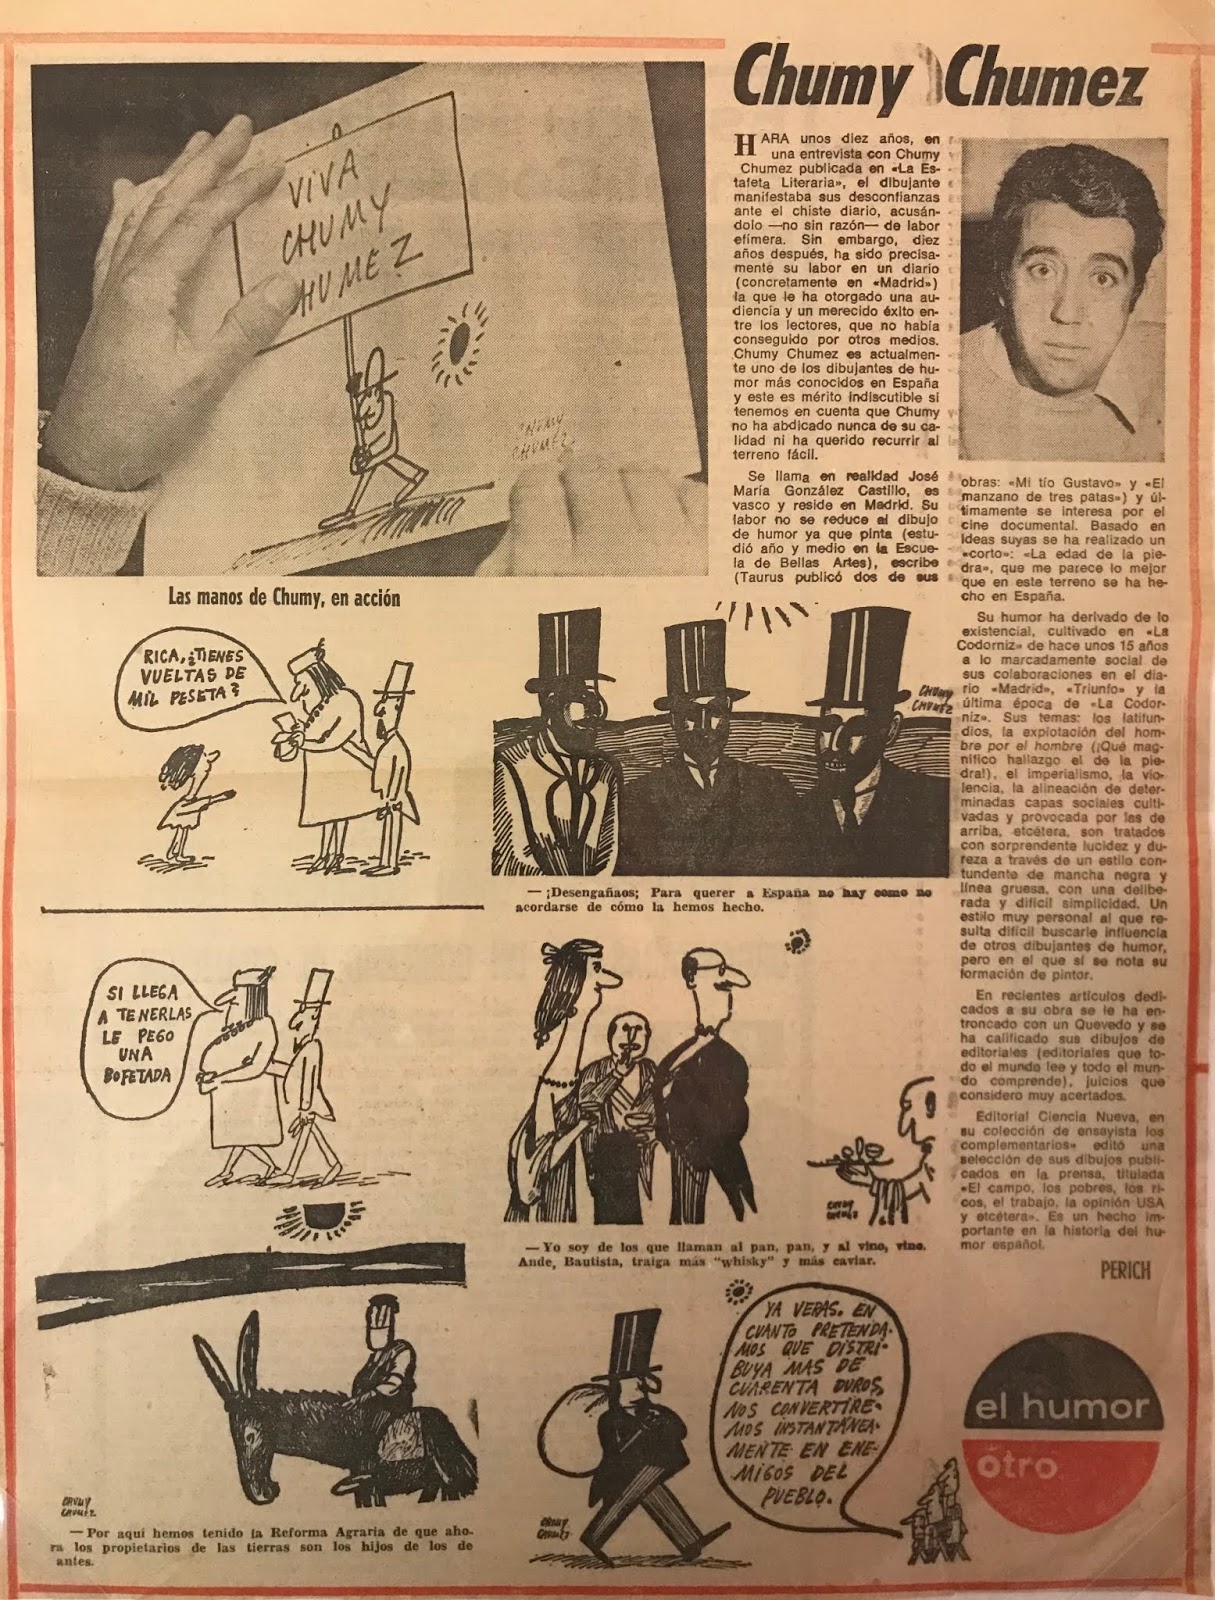 Chumy Chumez
VIVA
CHUMY
CHUMEZ
CHUMY
CHUMEZ
Las manos de Chumy, en acción
HARA unos diez años, en
una entrevista con Chumy
Chumez publicada en «La Es-
tafeta Literaria», el dibujante
manifestaba sus desconfianzas
ante el chiste diario, acusán-
dolo —no sin razón— de labor
efímera. Sin embargo, diez
años después, ha sido precisa-
mente su labor en un diario
(concretamente en «Madrid»)
la que le ha otorgado una au-
diencia y un merecido éxito en-
tre los lectores, que no había
conseguido por otros medios.
Chumy Chumez es actualmen-
te uno de los dibujantes de hu-
mor más conocidos en España
y este es mérito indiscutible si
tenemos en cuenta que Chumy
no ha abdicado nunca de su ca-
lidad ni ha querido recurrir al
terreno fácil.
Se llama en realidad José
María González Castillo, es
vasco y reside en Madrid. Su
labor no se reduce al dibujo
de humor ya que pinta (estu-
dió año y medio en la Escue-
la de Bellas Artes), escribe
(Taurus publicó dos de sus
obras: «Mi tío Gustavo» y «El
manzano de tres patas») y úl-
timamente se interesa por el
cine documental. Basado en
ideas suyas se ha realizado un
«corto»: «La edad de la pie-
dra», que me parece lo mejor
que en este terreno se ha he-
cho en España.
Su humor ha derivado de lo
existencial, cultivado en «La
Codorniz» de hace unos 15 años
a lo marcadamente social de
sus colaboraciones en el dia-
rio «Madrid», «Triunfo» y la
última época de «La Codor-
niz». Sus temas: los latifun-
dios, la explotación del hom-
bre por el hombre (¡Qué mag-
nífico hallazgo el de la pie-
dra!), el imperialismo, la vio-
lencia, la alineación de deter-
minadas capas sociales culti-
vadas y provocada por las de
arriba, etcétera, son tratados
con sorprendente lucidez y du-
reza a través de un estilo con-
tundente de mancha negra y
línea gruesa, con una delibe-
rada y difícil simplicidad. Un
estilo muy personal al que re-
sulta difícil buscarle influencia
de otros dibujantes de humor,
pero en el que sí se nota su
formación de pintor.
En recientes artículos dedi-
cados a su obra se le ha en-
troncado con un Quevedo y se
ha calificado sus dibujos de
editoriales (editoriales que to-
do el mundo lee y todo el mun-
do comprende), juicios que
considero muy acertados.
Editorial Ciencia Nueva, en
su colección de ensayista los
complementarios» editó una
selección de sus dibujos publi-
cados en la prensa, titulada
«El campo, los pobres, los ri-
cos, el trabajo, la opinión USA
y etcétera». Es un hecho im-
portante en la historia del hu-
mor español.
PERICH
RICA, ¿TIENES
VUELTAS DE
MIL PESETA?
CHUMY
CHUMEZ
— ¡Desengañaos; Para querer a España no hay como no
acordarse de cómo la hemos hecho.
SI LLEGA
A TENERLAS
LE PEGO
UNA
BOFETADA
CHUMY
CHUMEZ
— Yo soy de los que llaman al pan, pan, y al vino, vino.
Ande, Bautista, traiga más "whisky" y más caviar.
CHUMY
CHUMEZ
— Por aquí hemos tenido la Reforma Agraria de que aho-
ra los propietarios de las tierras son los hijos de los de
antes.
YA VERAS. EN
CUANTO PRETENDA-
MOS QUE DISTRI-
BUYA MAS DE
CUARENTA DUROS,
NOS CONVERTIRE-
MOS INSTANTÁNEA-
MENTE EN ENE-
MIGOS DEL
PUEBLO.
CHUMY
CHUMEZ
el humor
otro